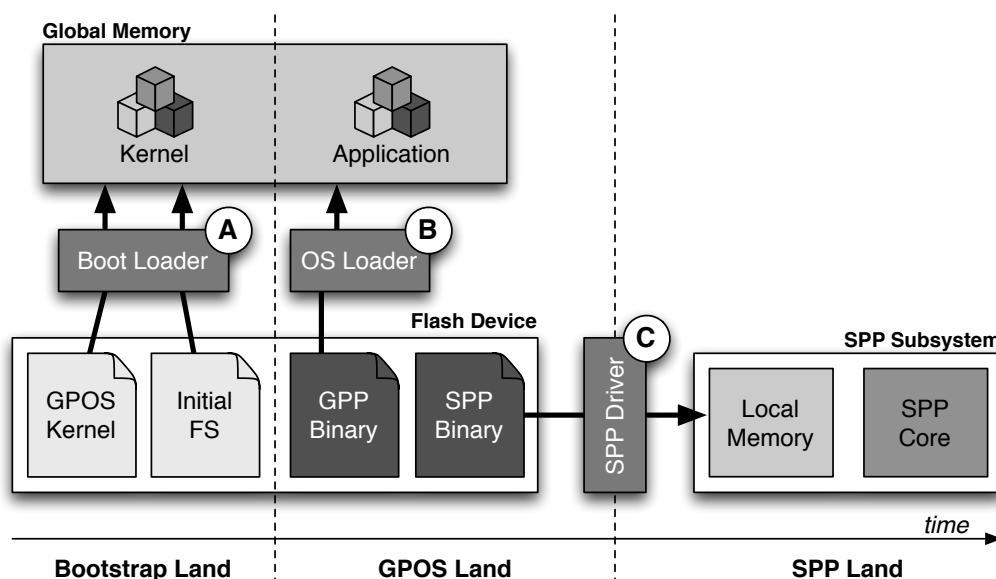 Global Memory
Kernel
Application
A
B
Boot Loader
OS Loader
Flash Device
C
SPP Subsystem
GPOS
Kernel
Initial
FS
GPP
Binary
SPP
Binary
SPP Driver
Local
Memory
SPP
Core
time
Bootstrap Land
GPOS Land
SPP Land